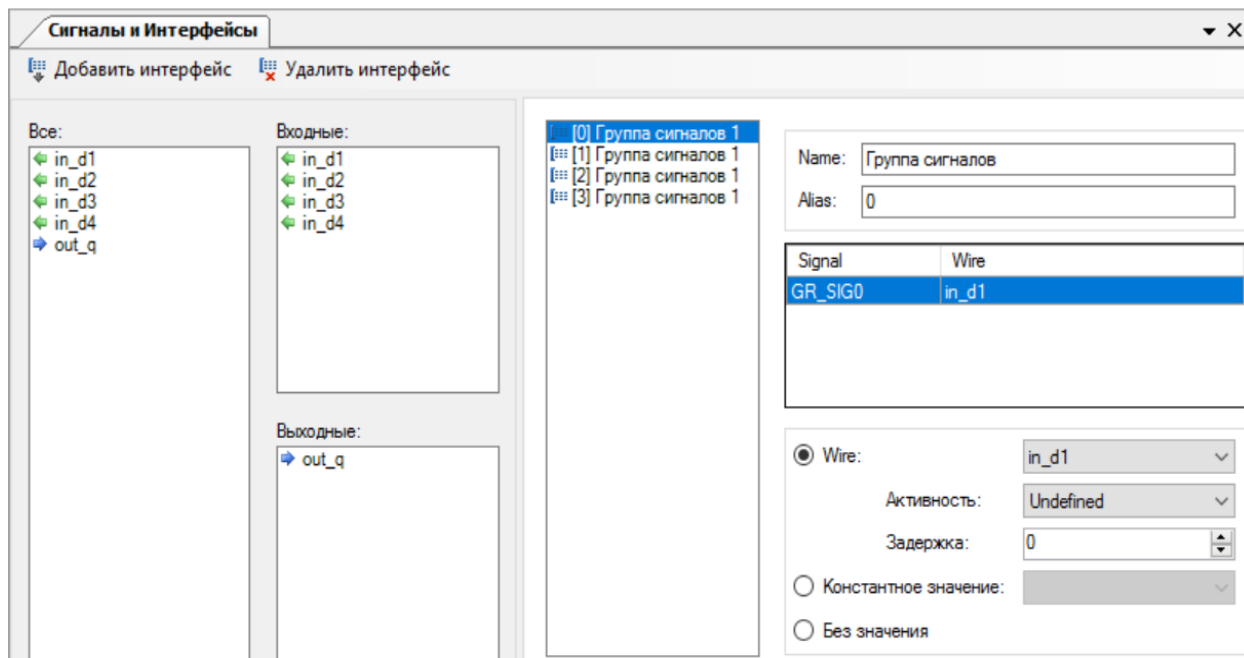 Сигналы и Интерфейсы
Добавить интерфейс Удалить интерфейс
Все:
in_d1
in_d2
in_d3
in_d4
out_q
Входные:
in_d1
in_d2
in_d3
in_d4
Выходные:
out_q
[0] Группа сигналов 1
[1] Группа сигналов 1
[2] Группа сигналов 1
[3] Группа сигналов 1
Name: Группа сигналов
Alias: 0
Signal Wire
GR_SIG0 in_d1
Wire: in_d1
Активность: Undefined
Задержка: 0
Константное значение:
Без значения